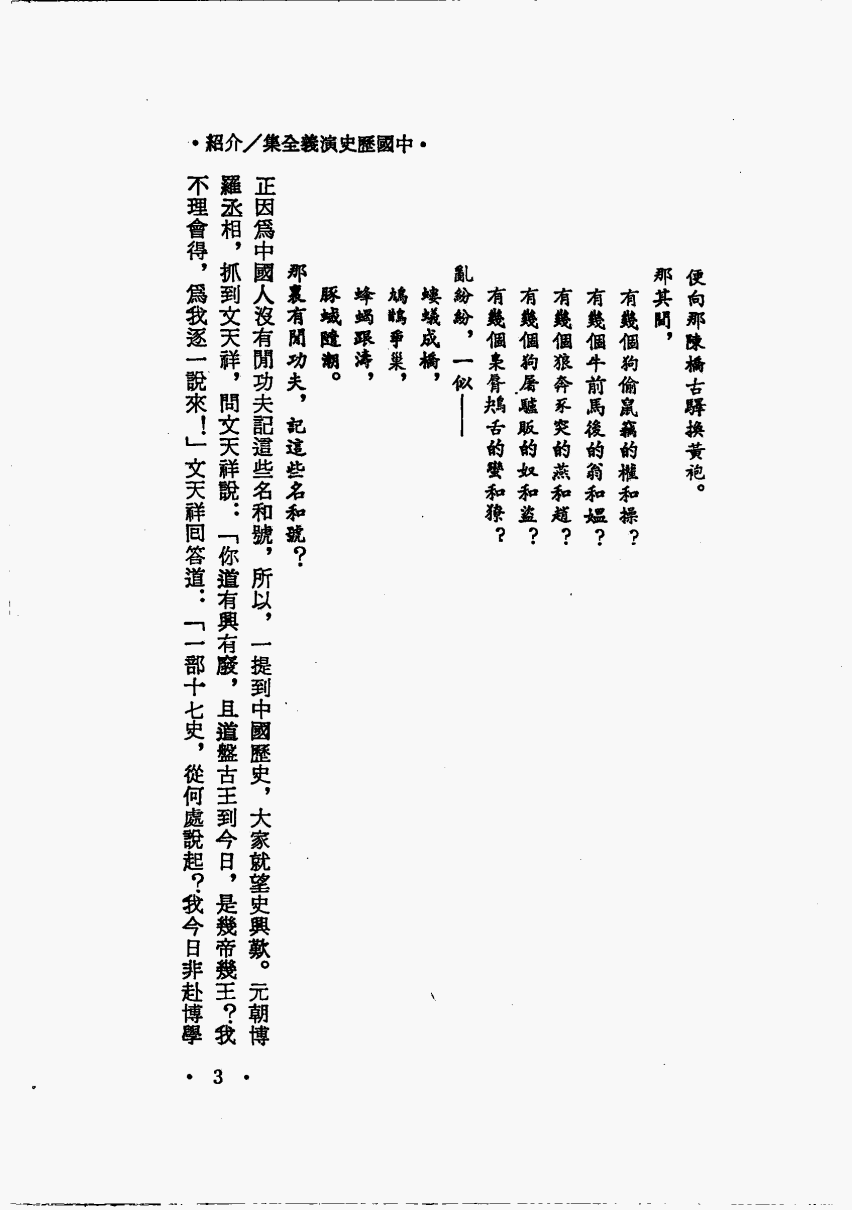 ・中國歷史演義全集／介紹・
便向那陳橋古驛換黃袍。
那其間，
有幾個狗偷鼠竊的權和操？
有幾個牛前馬後的翁和媼？
有幾個狼奔豕突的燕和趙？
有幾個狗屠驢販的奴和盜？
有幾個梟脣鴂舌的蠻和獠？
亂紛紛，一似——
螻蟻成橋，
鳩鵲爭巢，
蜂蝎跟濤，
豚蜮隨潮。
那裏有閒功夫，記這些名和號？
正因爲中國人沒有閒功夫記這些名和號，所以，一提到中國歷史，大家就望史興歎。元朝博
羅丞相，抓到文天祥，問文天祥說：「你道有興有廢，且道盤古王到今日，是幾帝幾王？我
不理會得，爲我逐一說來！」文天祥囘答道：「一部十七史，從何處說起？我今日非赴博學
・3・